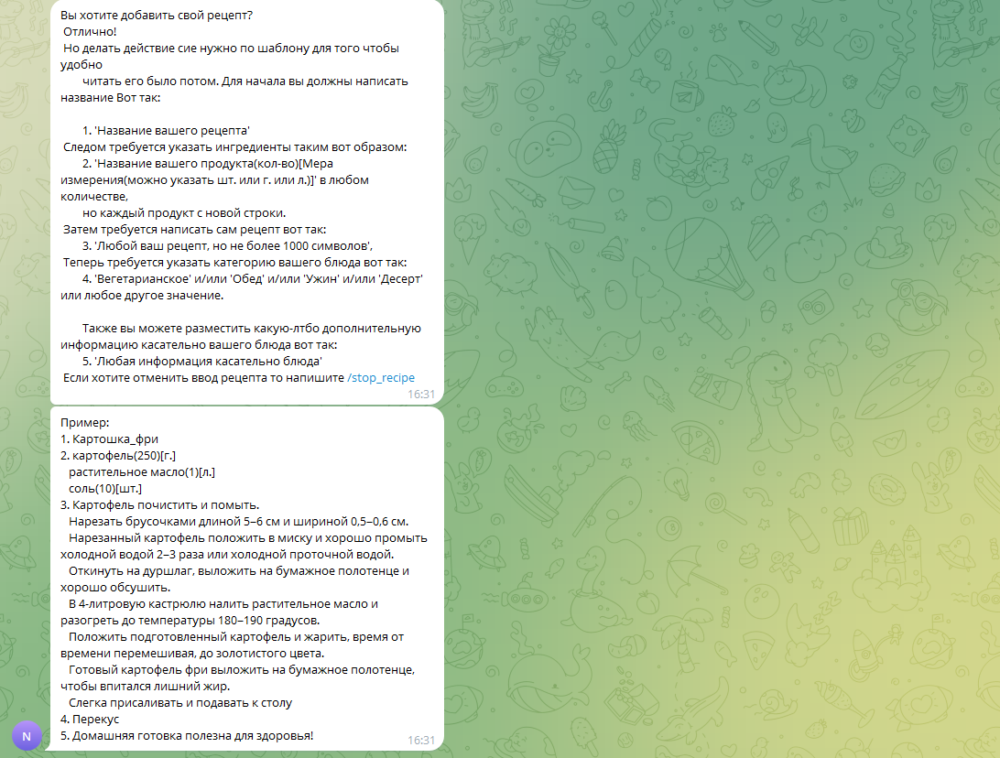 Вы хотите добавить свой рецепт?
Отлично!
Но делать действие сие нужно по шаблону для того чтобы
удобно
читать его было потом. Для начала вы должны написать
название Вот так:
1. 'Название вашего рецепта'
Следом требуется указать ингредиенты таким вот образом:
2. 'Название вашего продукта(кол-во)[Мера
измерения(можно указать шт. или г. или л.)]' в любом
количестве,
но каждый продукт с новой строки.
Затем требуется написать сам рецепт вот так:
3. 'Любой ваш рецепт, но не более 1000 символов',
Теперь требуется указать категорию вашего блюда вот так:
4. 'Вегетарианское' и/или 'Обед' и/или 'Ужин' и/или 'Десерт'
или любое другое значение.
Также вы можете разместить какую-лтбо дополнительную
информацию касательно вашего блюда вот так:
5. 'Любая информация касательно блюда'
Если хотите отменить ввод рецепта то напишите /stop_recipe
16:31
Пример:
1. Картошка_фри
2. картофель(250)[г.]
растительное масло(1)[л.]
соль(10)[шт.]
3. Картофель почистить и помыть.
Нарезать брусочками длиной 5–6 см и шириной 0,5–0,6 см.
Нарезанный картофель положить в миску и хорошо промыть
холодной водой 2–3 раза или холодной проточной водой.
Откинуть на дуршлаг, выложить на бумажное полотенце и
хорошо обсушить.
В 4-литровую кастрюлю налить растительное масло и
разогреть до температуры 180–190 градусов.
Положить подготовленный картофель и жарить, время от
времени перемешивая, до золотистого цвета.
Готовый картофель фри выложить на бумажное полотенце,
чтобы впитался лишний жир.
Слегка присаливать и подавать к столу
4. Перекус
5. Домашняя готовка полезна для здоровья!
16:31
N